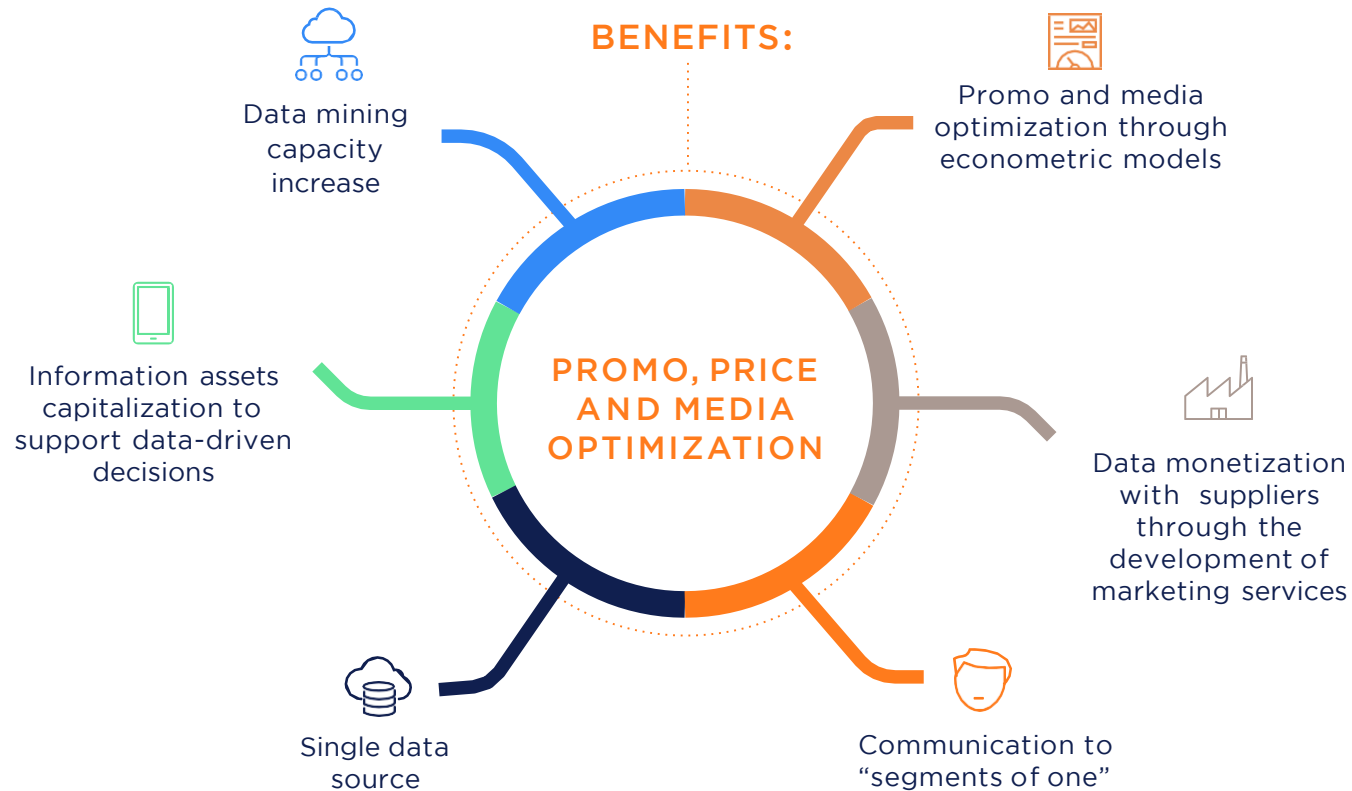 BENEFITS:
Data mining
capacity
increase
Promo and media
optimization through
econometric models
Information assets
capitalization to
support data-driven
decisions
PROMO, PRICE
AND MEDIA
OPTIMIZATION
Data monetization
with suppliers
through the
development of
marketing services
Single data
source
Communication to
“segments of one”